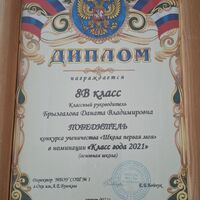 ДИПЛОМ
награждается
8В класс
Классный руководитель
Брызгалова Даната Владимировна
ПОБЕДИТЕЛЬ
конкурса ученичества «Школа первая моя»
в номинации «Класс года 2021»
(основная школа)
Директор МБОУ СОШ № 1